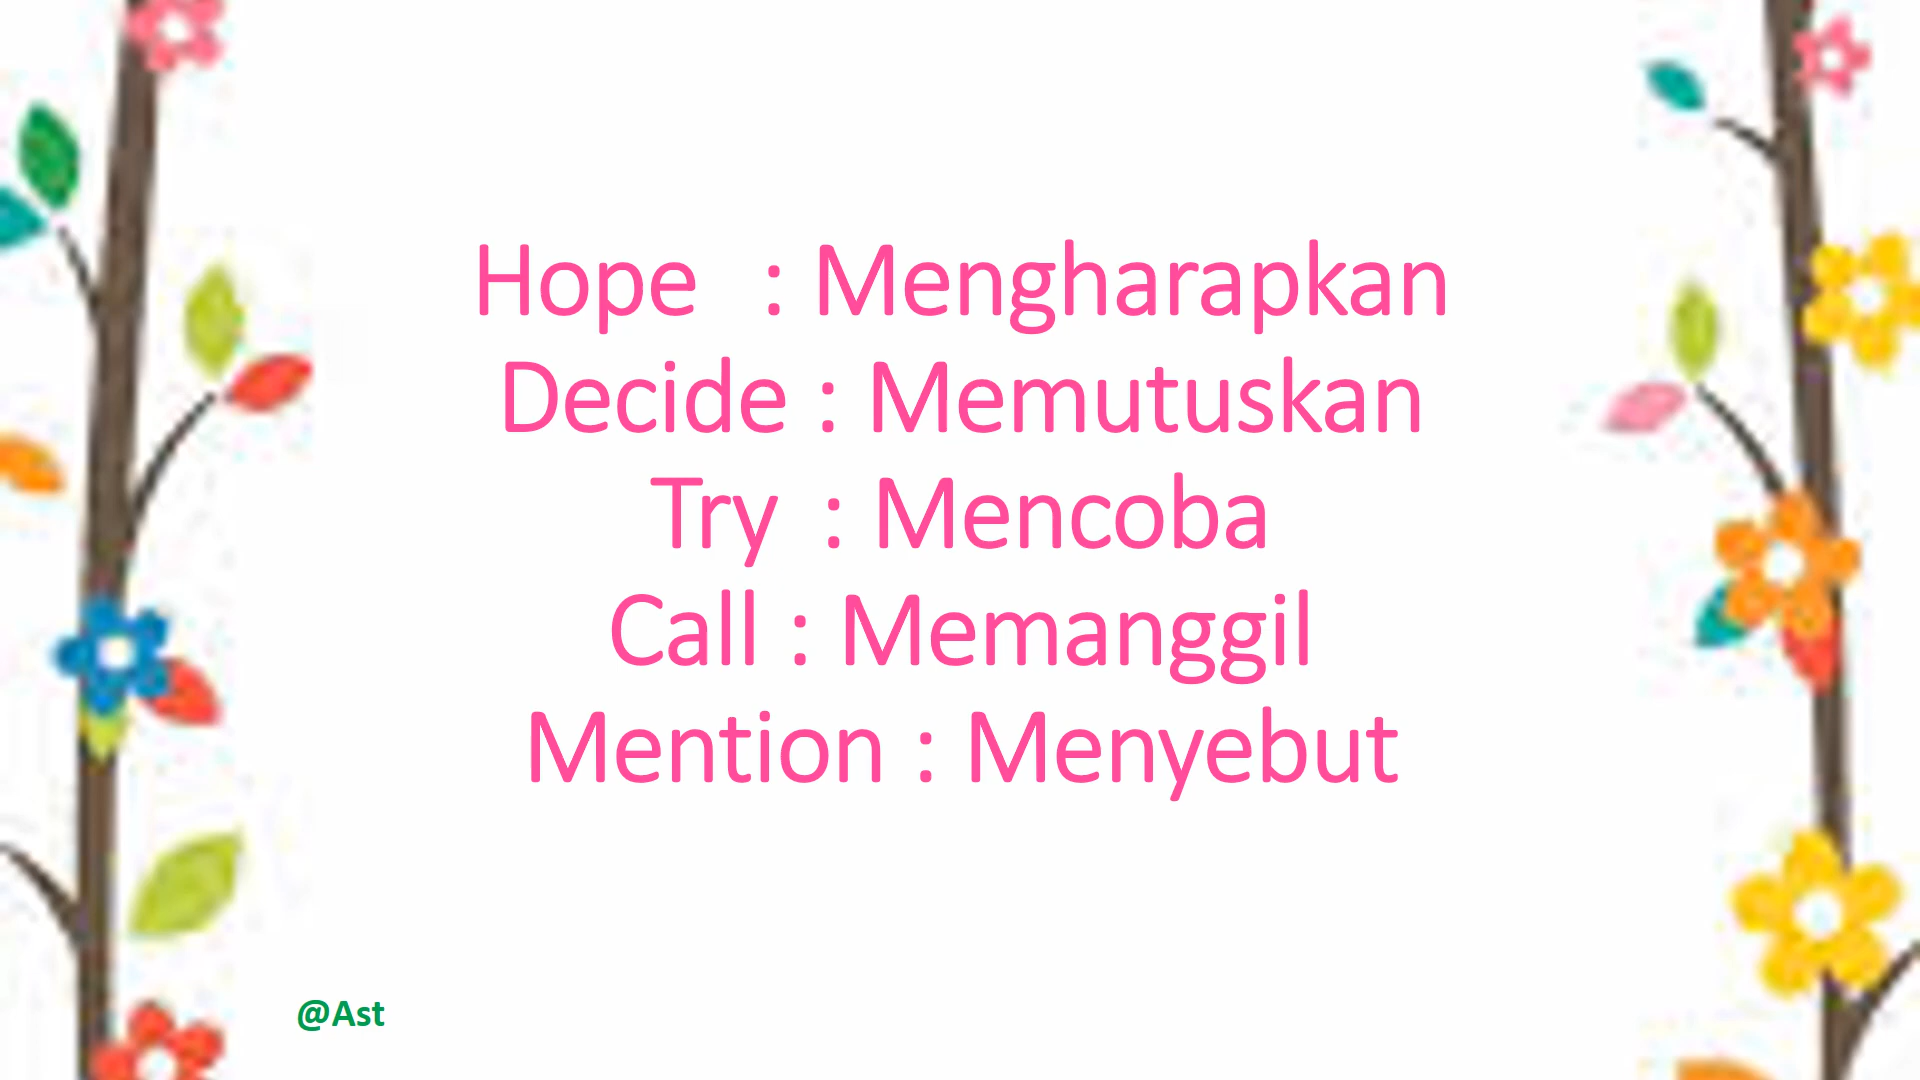 Hope : Mengharapkan
Decide : Memutuskan
Try : Mencoba
Call : Memanggil
Mention : Menyebut
@Ast